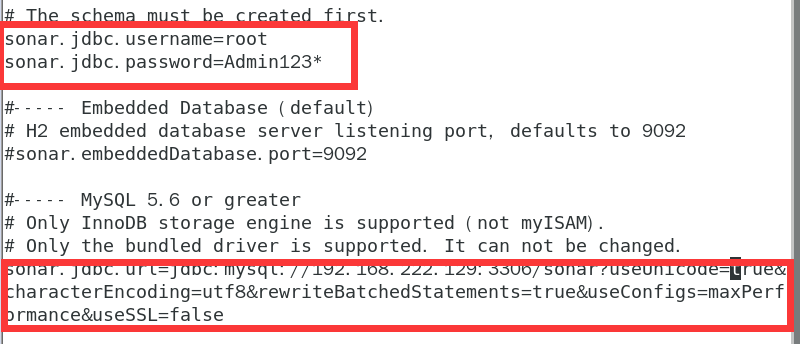 # The schema must be created first.
sonar.jdbc.username=root
sonar.jdbc.password=Admin123*
#----- Embedded Database (default)
# H2 embedded database server listening port, defaults to 9092
#sonar.embeddedDatabase.port=9092
#----- MySQL 5.6 or greater
# Only InnoDB storage engine is supported (not myISAM).
# Only the bundled driver is supported. It can not be changed.
sonar.jdbc.url=jdbc:mysql://192.168.222.129:3306/sonar?useUnicode=true&
characterEncoding=utf8&rewriteBatchedStatements=true&useConfigs=maxPerf
ormance&useSSL=false